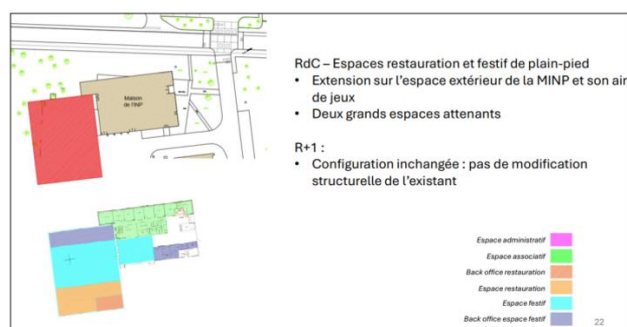 Maison
de l'INP
RdC – Espaces restauration et festif de plain-pied
• Extension sur l'espace extérieur de la MINP et son air
de jeux
• Deux grands espaces attenants
R+1 :
• Configuration inchangée : pas de modification
structurelle de l'existant
Espace administratif
Espace associatif
Back office restauration
Espace restauration
Espace festif
Back office espace festif
22